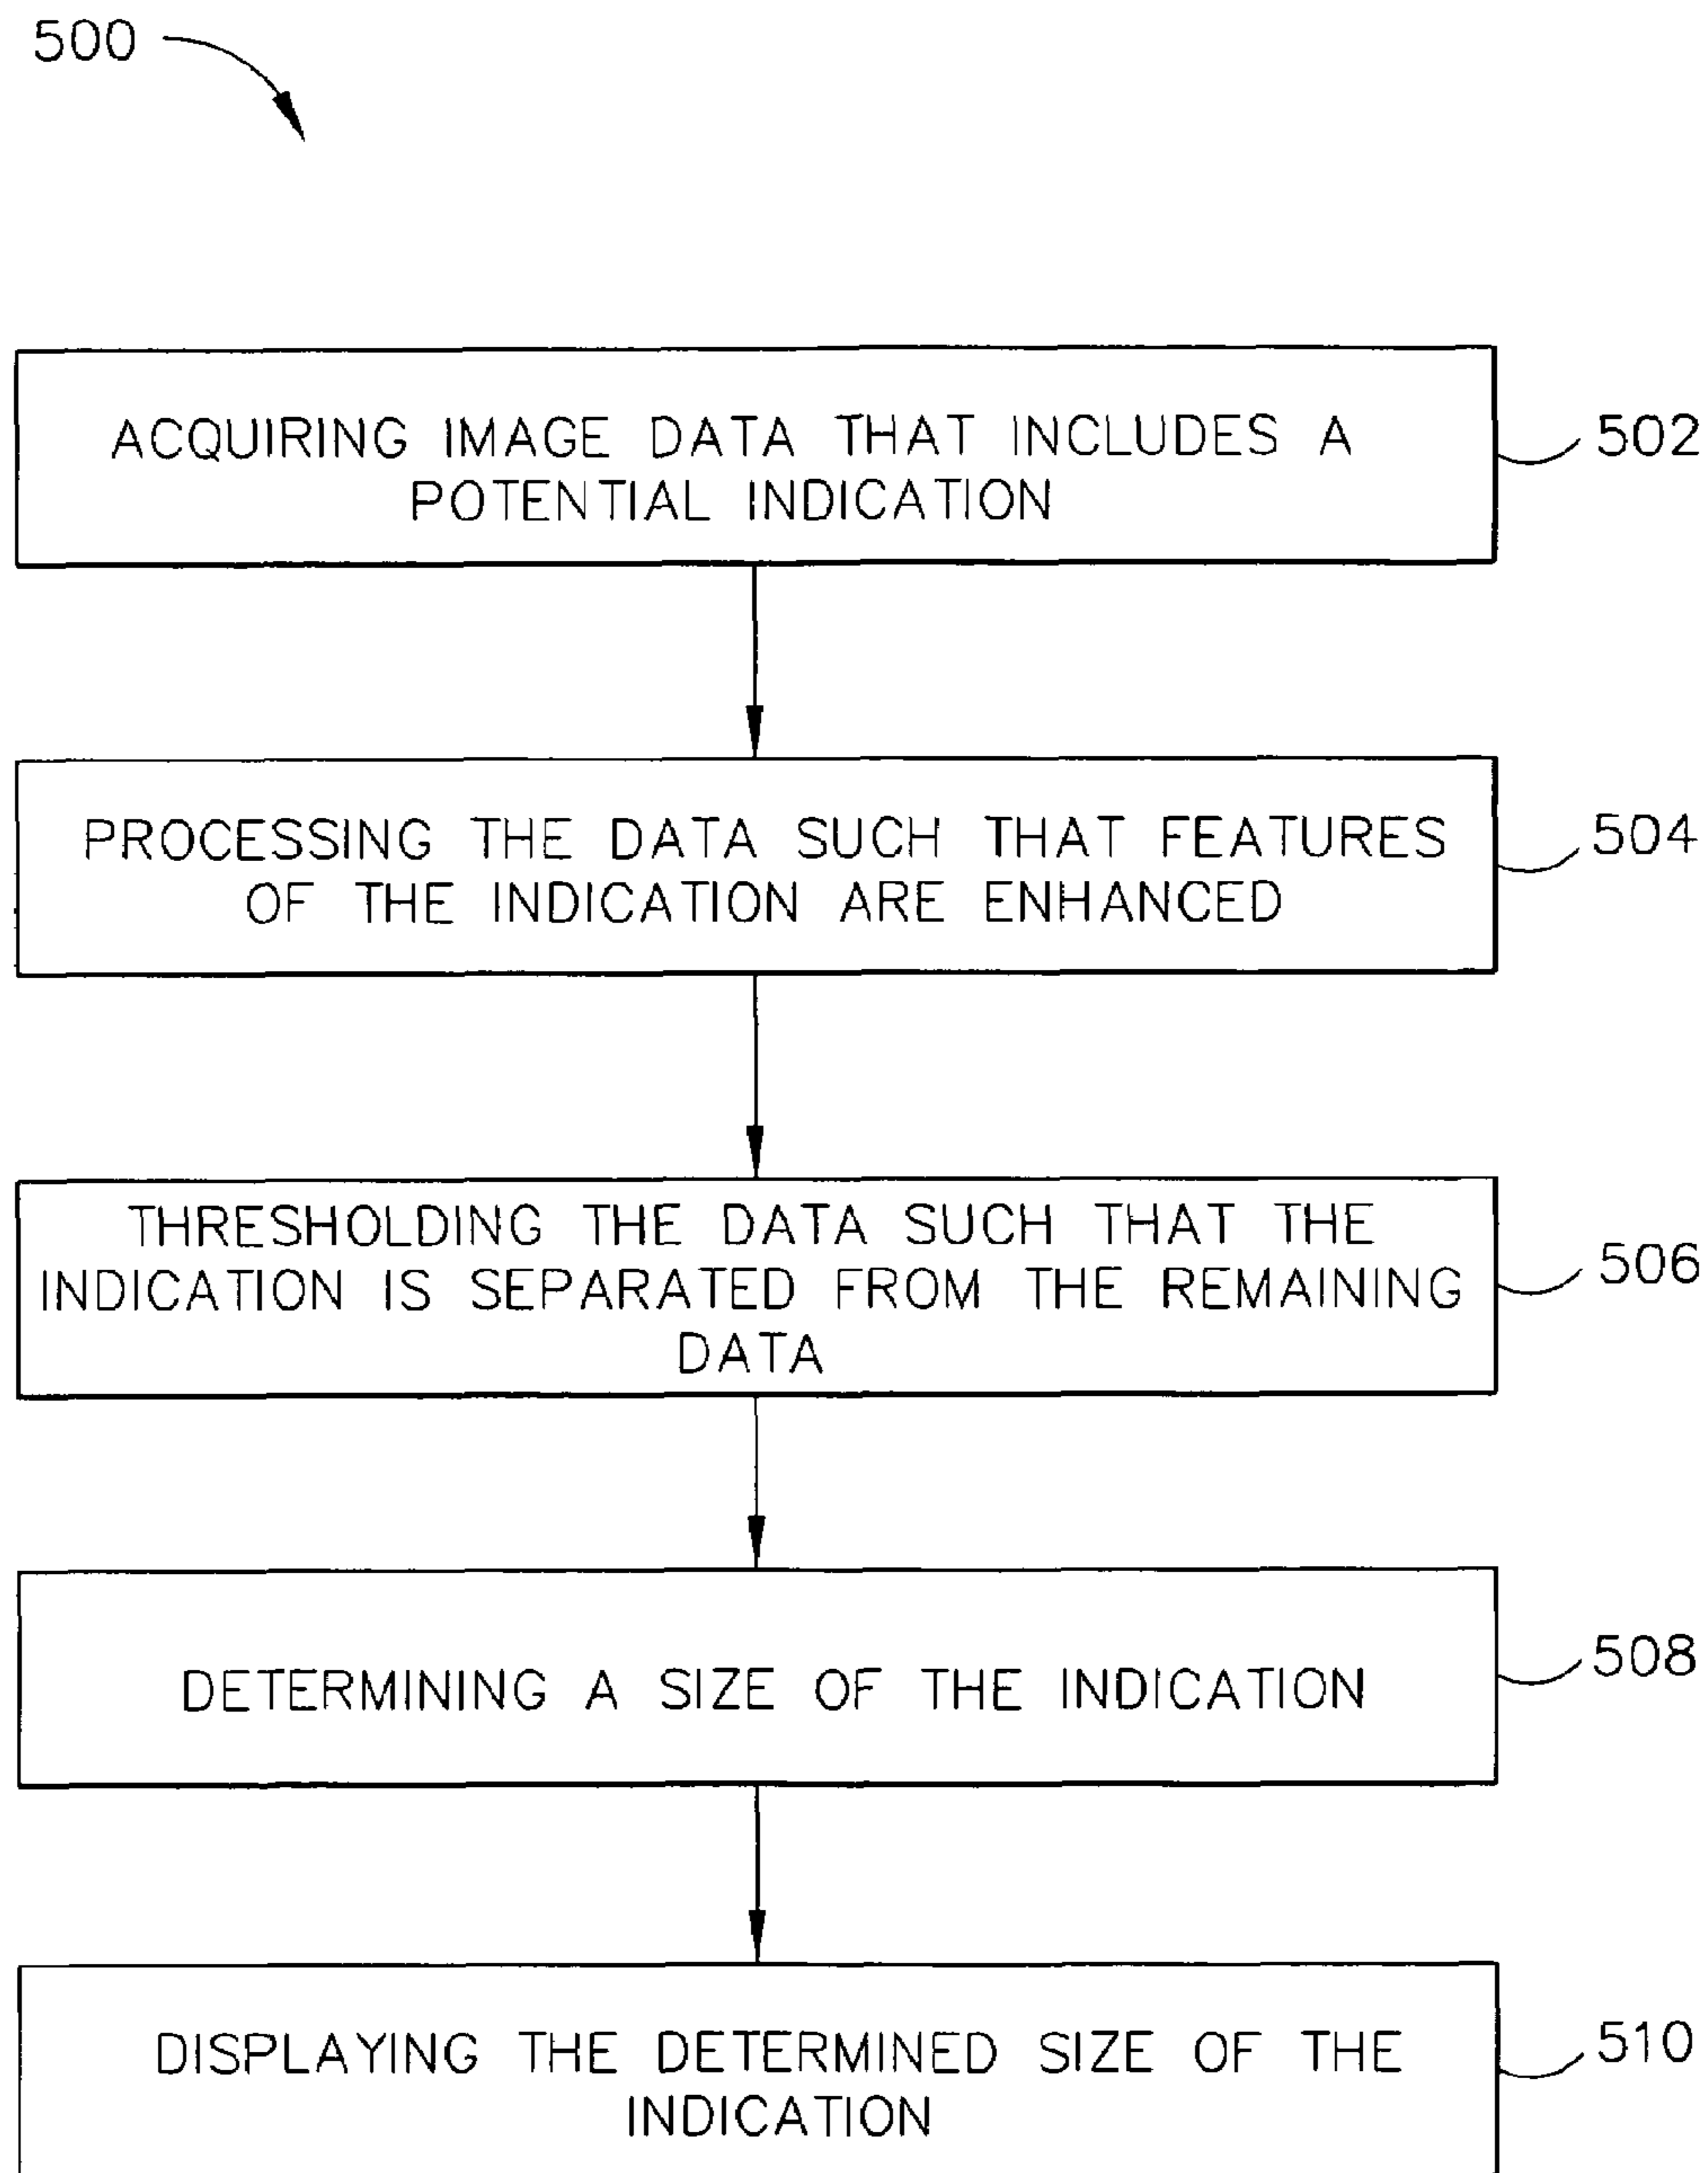 500
ACQUIRING IMAGE DATA THAT INCLUDES A
POTENTIAL INDICATION
502
PROCESSING THE DATA SUCH THAT FEATURES
OF THE INDICATION ARE ENHANCED
504
THRESHOLDING THE DATA SUCH THAT THE
INDICATION IS SEPARATED FROM THE REMAINING
DATA
506
DETERMINING A SIZE OF THE INDICATION
508
DISPLAYING THE DETERMINED SIZE OF THE
INDICATION
510